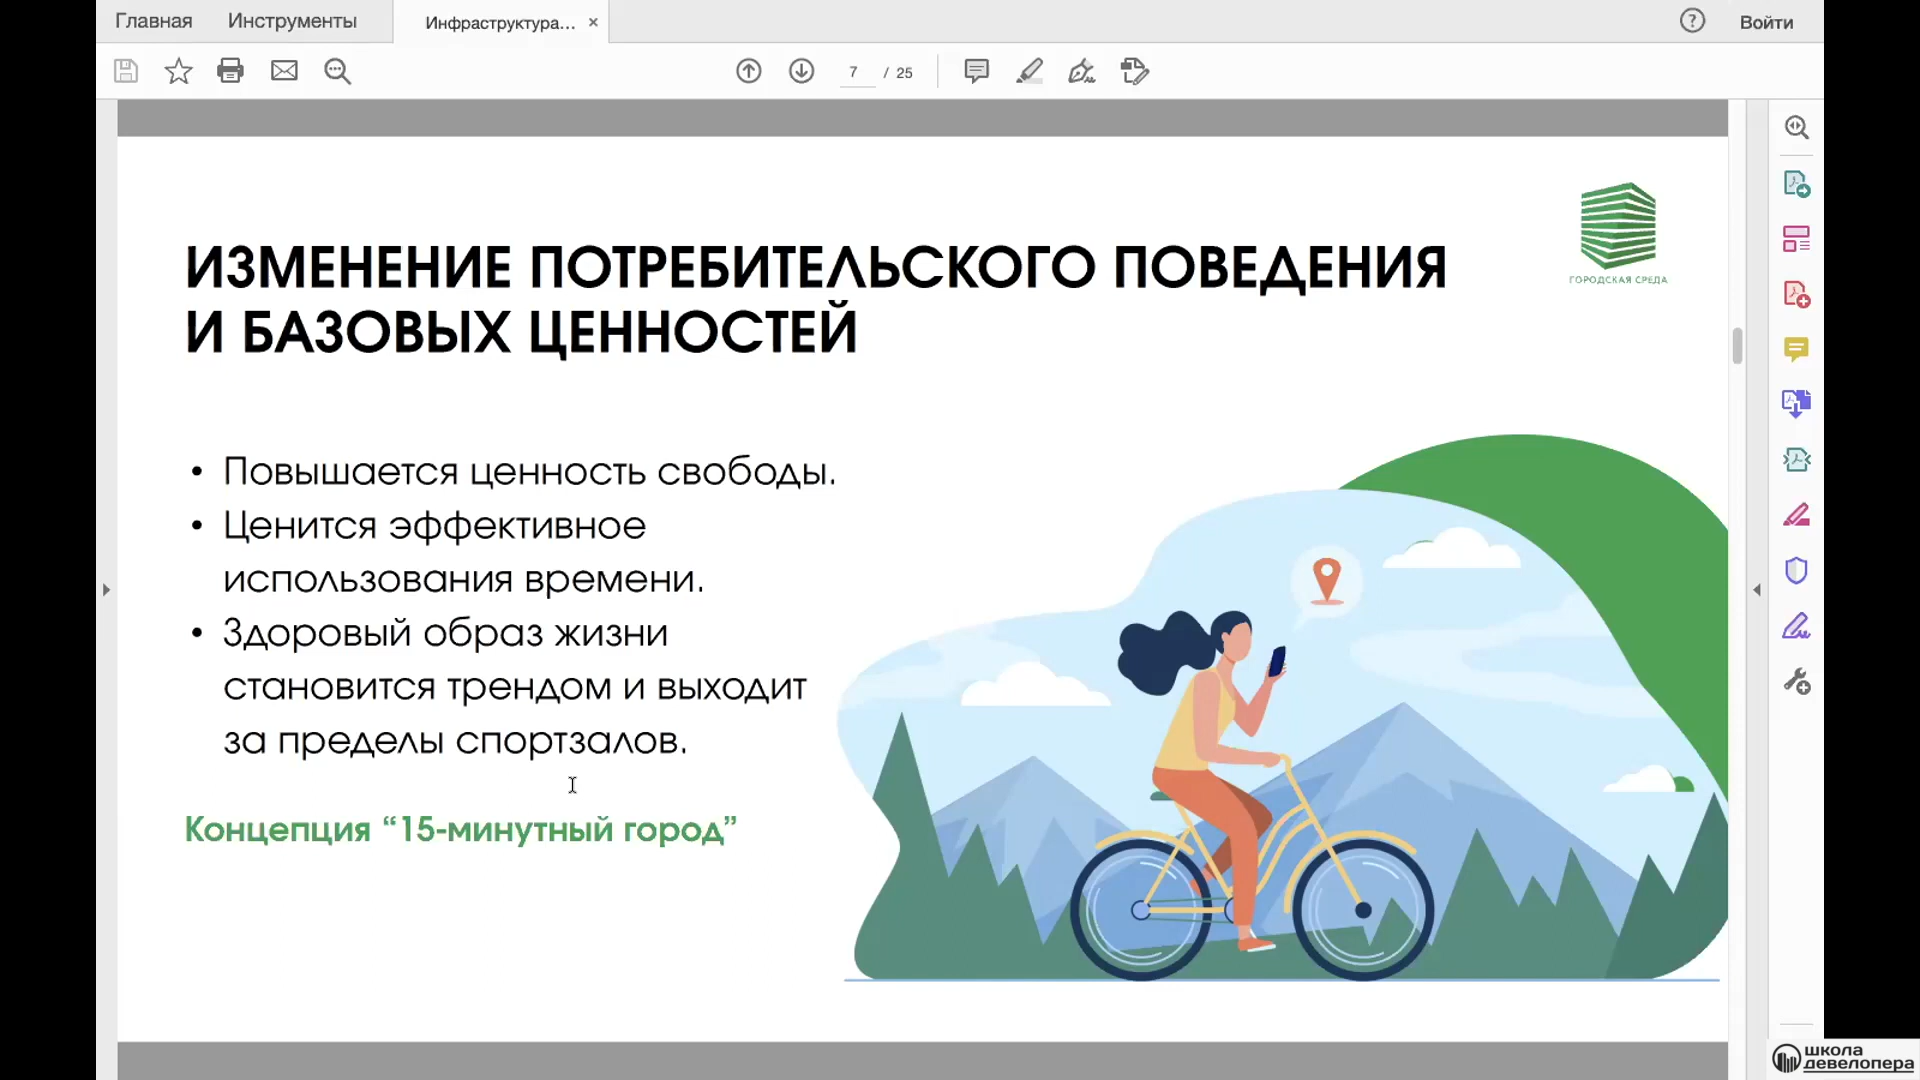 Главная
Инструменты
Инфраструктура...
Войти
7 / 25
ИЗМЕНЕНИЕ ПОТРЕБИТЕЛЬСКОГО ПОВЕДЕНИЯ
И БАЗОВЫХ ЦЕННОСТЕЙ
ГОРОДСКАЯ СРЕДА
• Повышается ценность свободы.
• Ценится эффективное
использования времени.
• Здоровый образ жизни
становится трендом и выходит
за пределы спортзалов.
Концепция “15-минутный город”
школа
девелопера